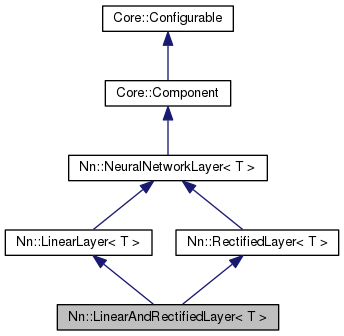 Core::Configurable
Core::Component
Nn::NeuralNetworkLayer< T >
Nn::LinearLayer< T >
Nn::RectifiedLayer< T >
Nn::LinearAndRectifiedLayer< T >